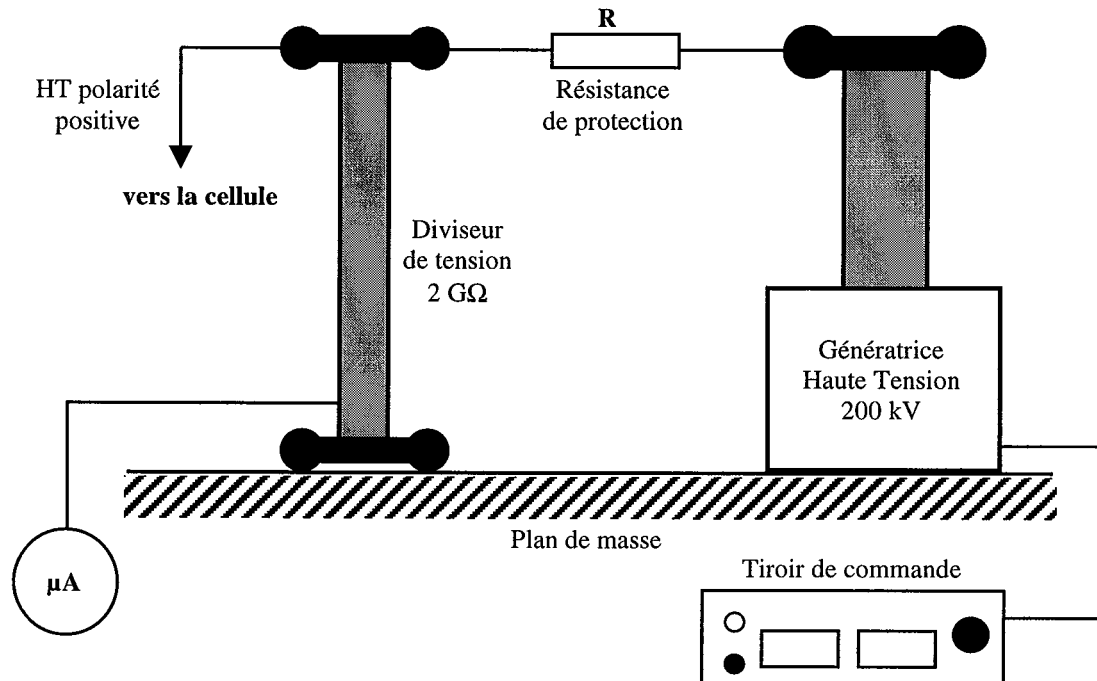 R
Résistance
de protection
HT polarité
positive
vers la cellule
Diviseur
de tension
2 GΩ
Génératrice
Haute Tension
200 kV
Plan de masse
µA
Tiroir de commande